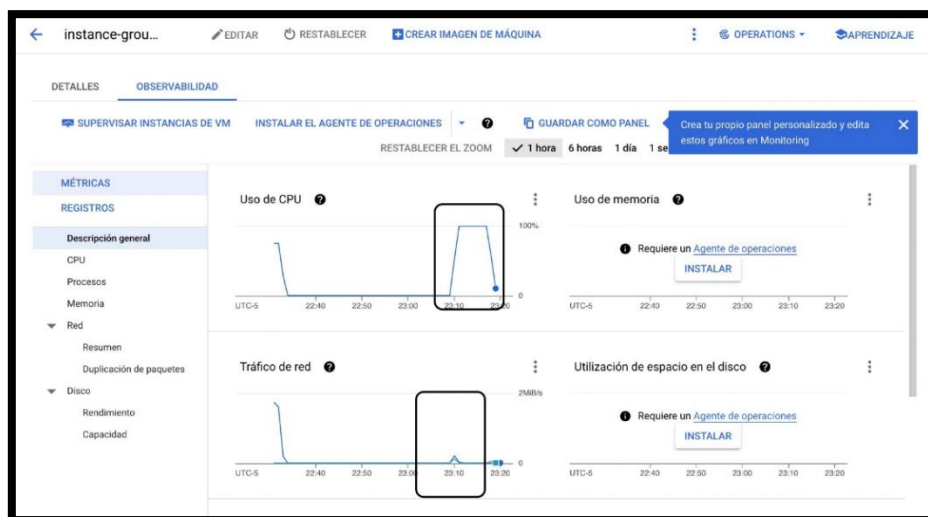 instance-grou...
EDITAR
RESTABLECER
CREAR IMAGEN DE MÁQUINA
OPERATIONS
APRENDIZAJE
DETALLES
OBSERVABILIDAD
SUPERVISAR INSTANCIAS DE VM
INSTALAR EL AGENTE DE OPERACIONES
GUARDAR COMO PANEL
Crea tu propio panel personalizado y edita
estos gráficos en Monitoring
RESTABLECER EL ZOOM
1 hora
6 horas
1 día
1 se
MÉTRICAS
REGISTROS
Descripción general
CPU
Procesos
Memoria
Red
Resumen
Duplicación de paquetes
Disco
Rendimiento
Capacidad
Uso de CPU
100%
0
UTC-5 22:40 22:50 23:00 23:10 23:20
Uso de memoria
Requiere un Agente de operaciones
INSTALAR
UTC-5 22:40 22:50 23:00 23:10 23:20
Tráfico de red
2MiB/s
0
UTC-5 22:40 22:50 23:00 23:10 23:20
Utilización de espacio en el disco
Requiere un Agente de operaciones
INSTALAR
UTC-5 22:40 22:50 23:00 23:10 23:20